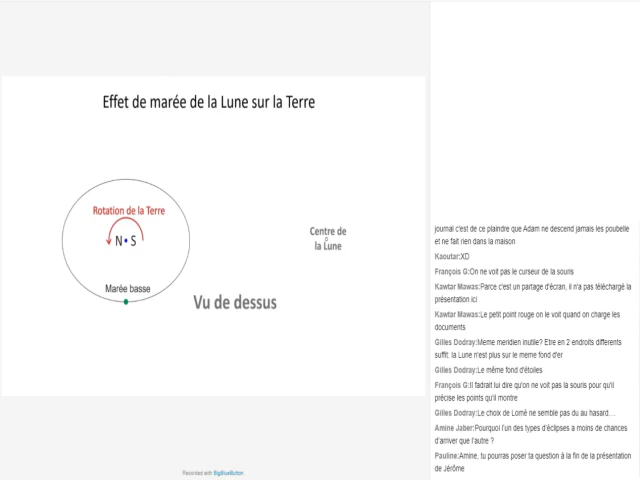 Effet de marée de la Lune sur la Terre
Rotation de la Terre
N • S
Centre de
la Lune
Marée basse
Vu de dessus
Recorded with BigBlueButton.
journal c'est de ce plaindre que Adam ne descend jamais les poubelle
et ne fait rien dans la maison
Kaoutar:XD
François G:On ne voit pas le curseur de la souris
Kawtar Mawas:Parce c'est un partage d'écran, il n'a pas téléchargé la
présentation ici
Kawtar Mawas:Le petit point rouge on le voit quand on charge les
documents
Gilles Dodray:Meme meridien inutile? Etre en 2 endroits differents
suffit: la Lune n'est plus sur le meme fond d'er
Gilles Dodray:Le même fond d'étoiles
François G:Il fadrait lui dire qu'on ne voit pas la souris pour qu'il
précise les points qu'il montre
Gilles Dodray:Le choix de Lomé ne semble pas du au hasard....
Amine Jaber:Pourquoi l'un des types d'éclipses a moins de chances
d'arriver que l'autre ?
Pauline:Amine, tu pourras poser ta question à la fin de la présentation
de Jérôme